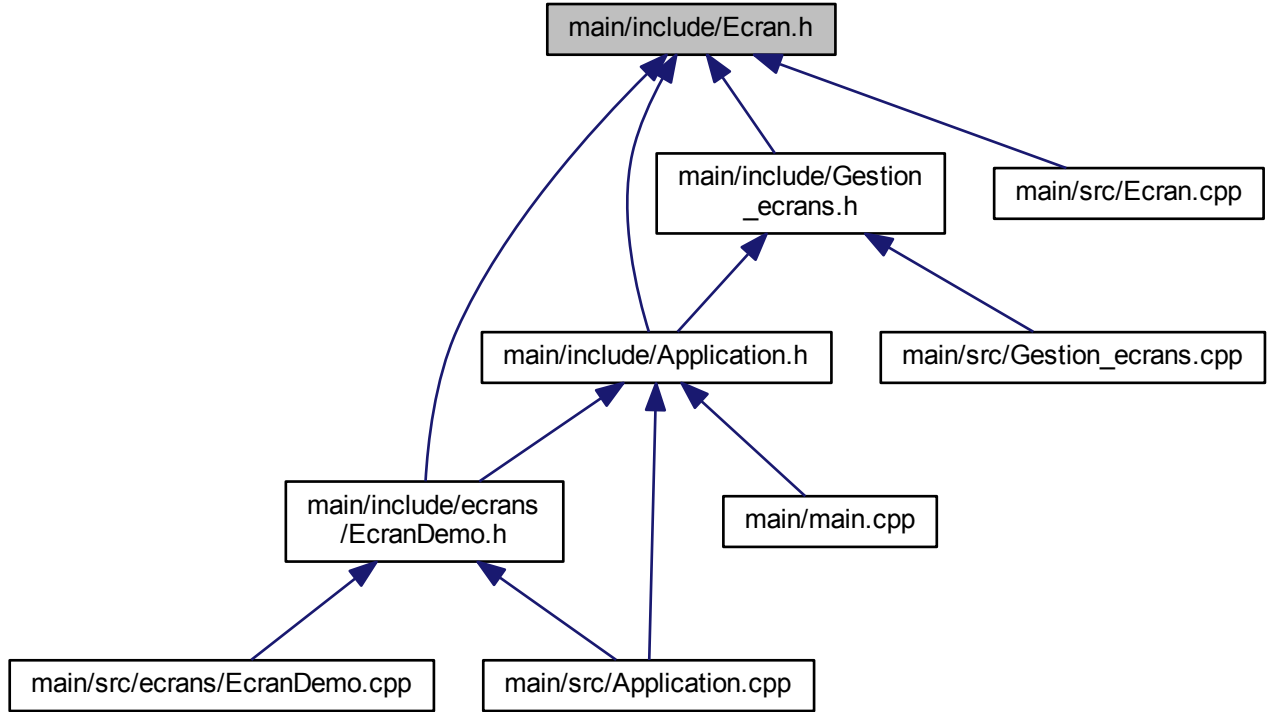 main/include/Ecran.h
main/include/Gestion
_ecrans.h
main/src/Ecran.cpp
main/include/Application.h
main/src/Gestion_ecrans.cpp
main/include/ecrans
/EcranDemo.h
main/main.cpp
main/src/ecrans/EcranDemo.cpp
main/src/Application.cpp